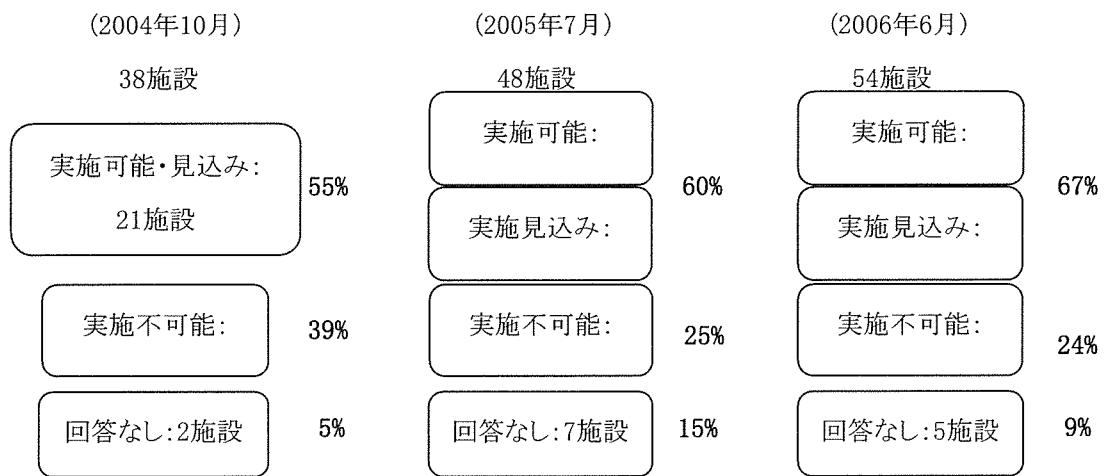 (2004年10月)
38施設
実施可能・見込み:
21施設
55%
実施不可能:
39%
回答なし:2施設
5%
(2005年7月)
48施設
実施可能:
実施見込み:
60%
実施不可能:
25%
回答なし:7施設
15%
(2006年6月)
54施設
実施可能:
実施見込み:
67%
実施不可能:
24%
回答なし:5施設
9%